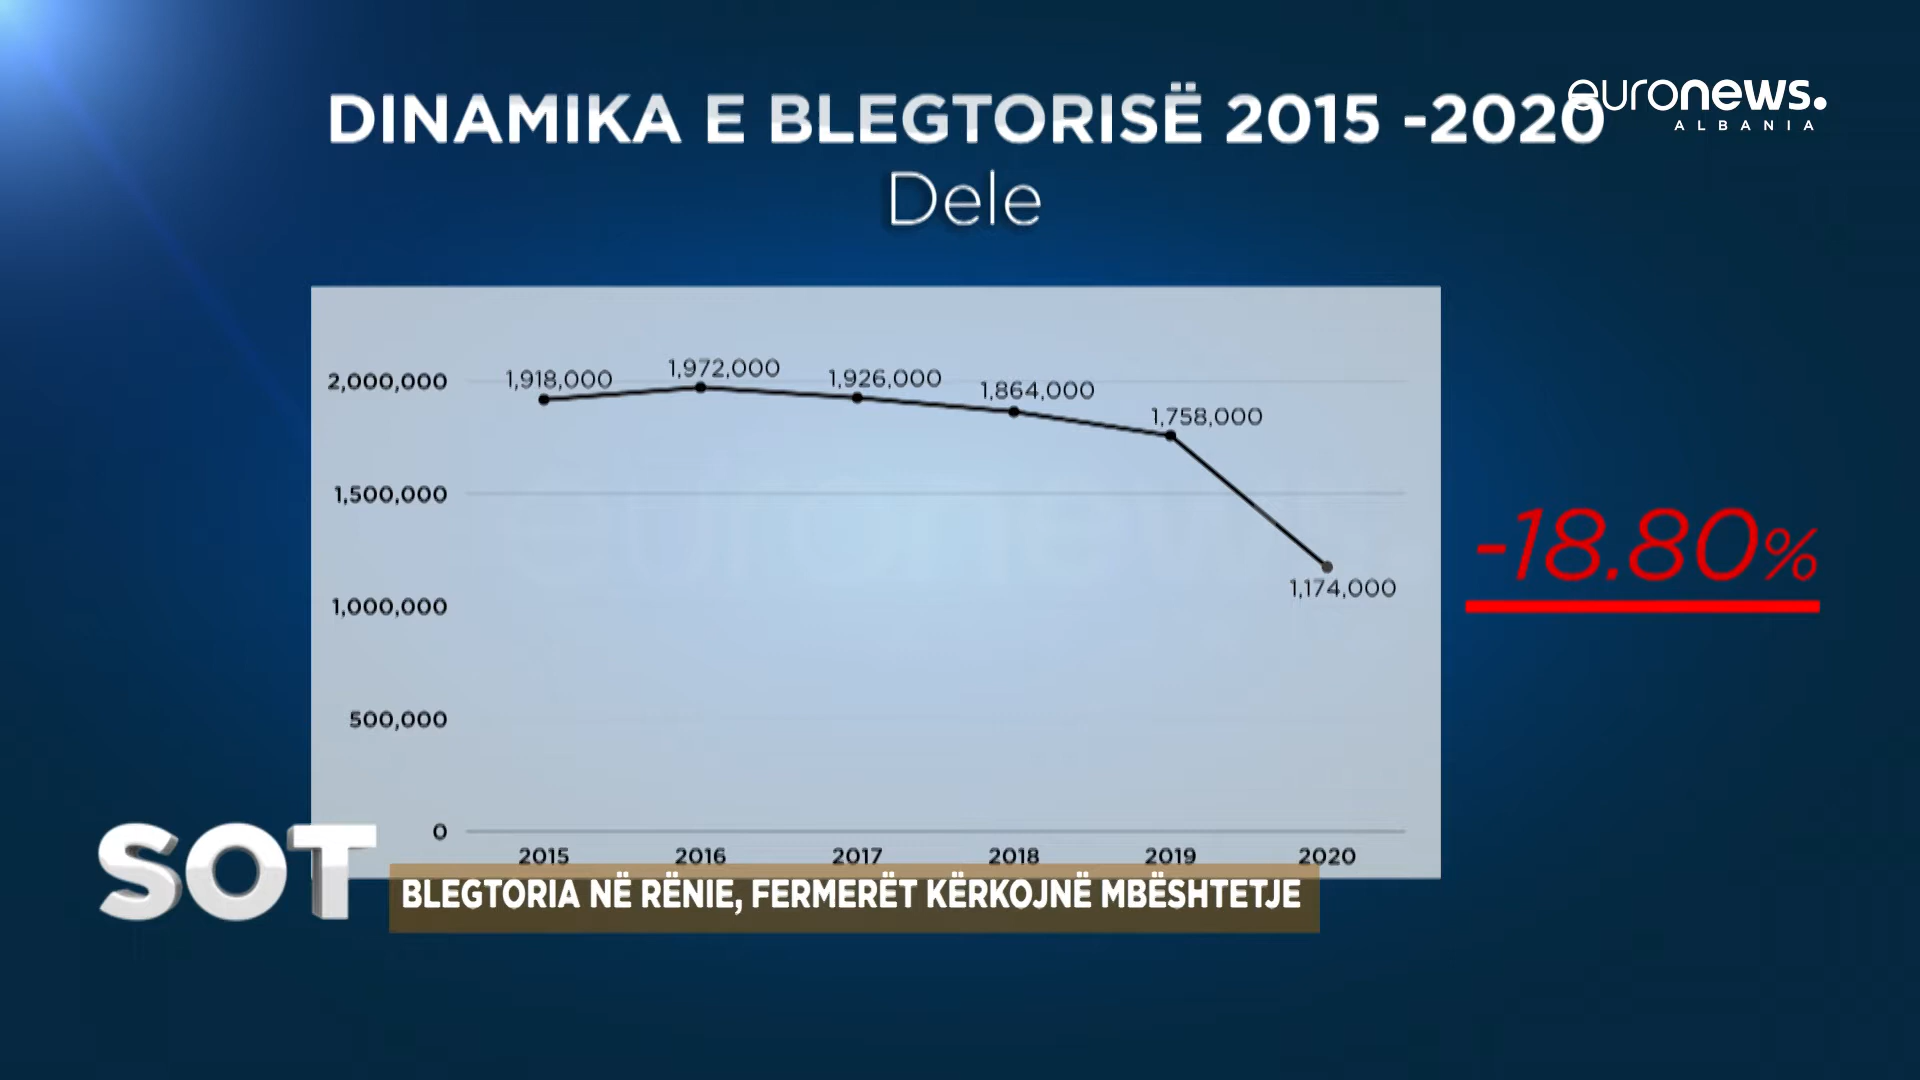 DINAMIKA E BLEGTORISË 2015 -2020
euronews.
ALBANIA
Dele
2,000,000
1,500,000
1,000,000
500,000
0
1,918,000
1,972,000
1,926,000
1,864,000
1,758,000
1,174,000
euronews
-18.80%
2015 2016 2017 2018 2019 2020
SOT
BLEGTORIA NË RËNIE, FERMERËT KËRKOJNË MBËSHTETJE